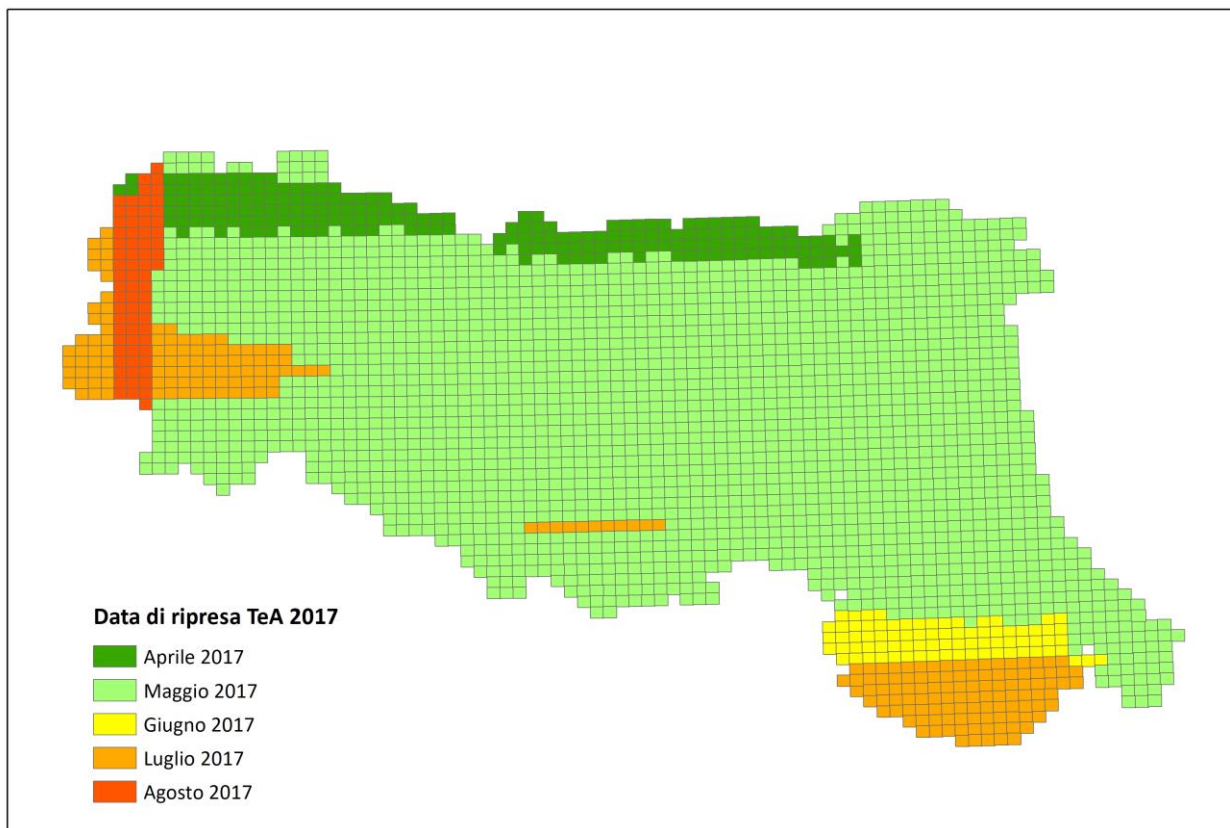 Data di ripresa TeA 2017
Aprile 2017
Maggio 2017
Giugno 2017
Luglio 2017
Agosto 2017